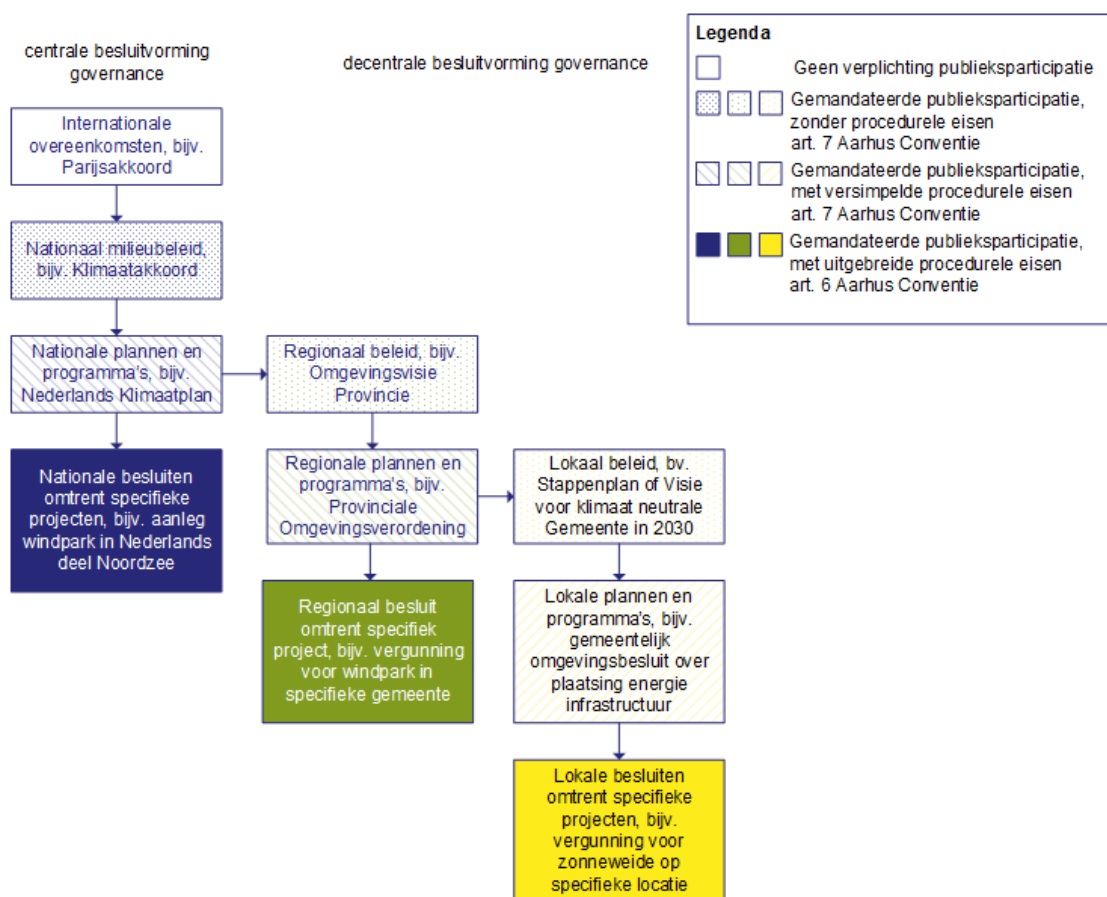 centrale besluitvorming
governance
decentrale besluitvorming governance
Legenda
Geen verplichting publieksparticipatie
Gemandateerde publieksparticipatie,
zonder procedurele eisen
art. 7 Aarhus Conventie
Gemandateerde publieksparticipatie,
met versimpelde procedurele eisen
art. 7 Aarhus Conventie
Gemandateerde publieksparticipatie,
met uitgebreide procedurele eisen
art. 6 Aarhus Conventie
Internationale
overeenkomsten, bijv.
Parijsakkoord
Nationaal milieubeleid,
bijv. Klimaatakkoord
Nationale plannen en
programma's, bijv.
Nederlands Klimaatplan
Nationale besluiten
omtrent specifieke
projecten, bijv. aanleg
windpark in Nederlands
deel Noordzee
Regionaal beleid, bijv.
Omgevingsvisie
Provincie
Regionale plannen en
programma's, bijv.
Provinciale
Omgevingsverordening
Regionaal besluit
omtrent specifiek
project, bijv. vergunning
voor windpark in
specifieke gemeente
Lokaal beleid, bv.
Stappenplan of Visie
voor klimaat neutrale
Gemeente in 2030
Lokale plannen en
programma's, bijv.
gemeentelijk
omgevingsbesluit over
plaatsing energie
infrastructuur
Lokale besluiten
omtrent specifieke
projecten, bijv.
vergunning voor
zonneweide op
specifieke locatie